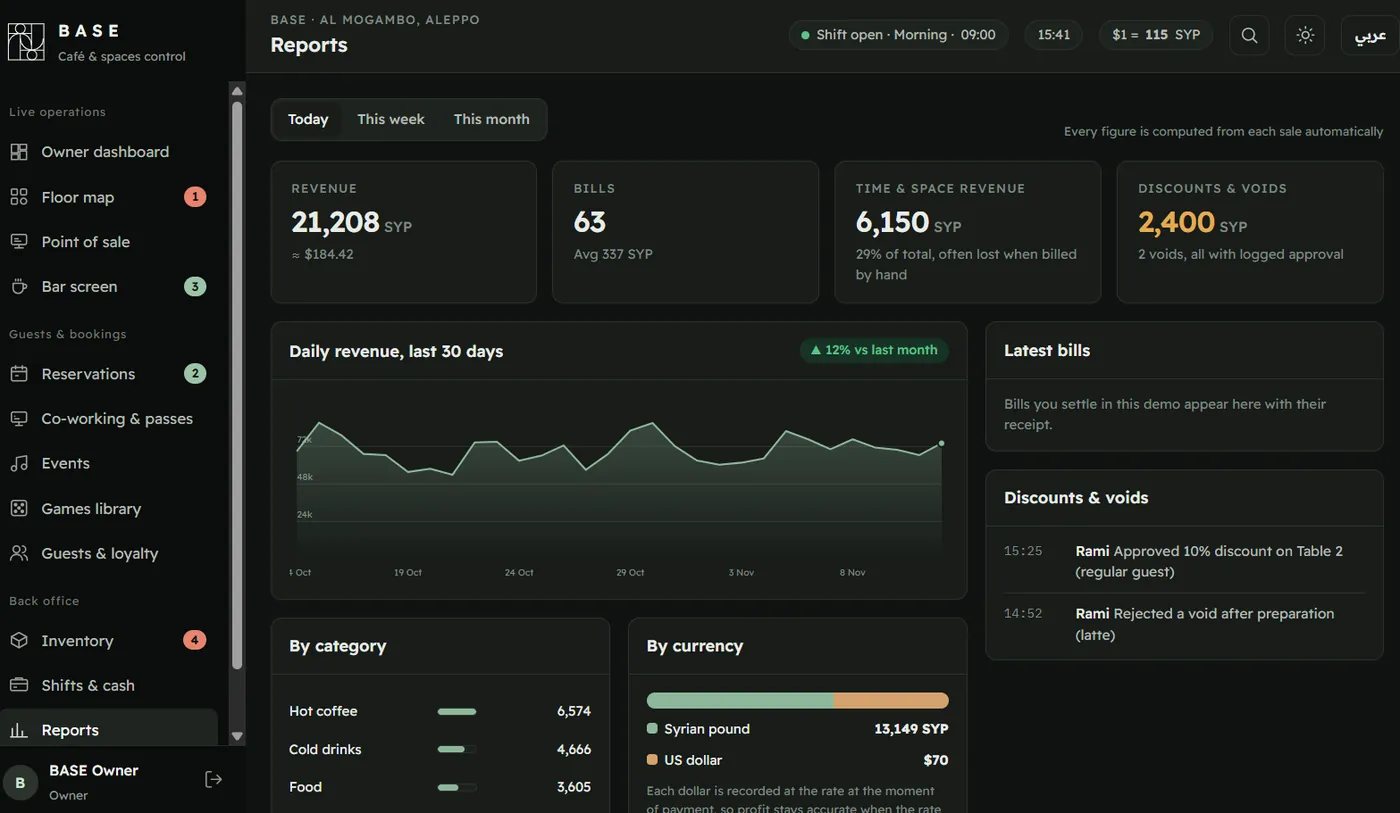 BASE
Café & spaces control
Live operations
Owner dashboard
Floor map 1
Point of sale
Bar screen 3
Guests & bookings
Reservations 2
Co-working & passes
Events
Games library
Guests & loyalty
Back office
Inventory 4
Shifts & cash
Reports
B
BASE Owner
Owner
BASE · AL MOGAMBO, ALEPPO
Reports
Shift open · Morning · 09:00
15:41
$1 = 115 SYP
عربي
Today This week This month
Every figure is computed from each sale automatically
REVENUE
21,208 SYP
≈ $184.42
BILLS
63
Avg 337 SYP
TIME & SPACE REVENUE
6,150 SYP
29% of total, often lost when billed
by hand
DISCOUNTS & VOIDS
2,400 SYP
2 voids, all with logged approval
Daily revenue, last 30 days
▲ 12% vs last month
72k
48k
24k
Oct 19 Oct 24 Oct 29 Oct 3 Nov 8 Nov
Latest bills
Bills you settle in this demo appear here with their
receipt.
Discounts & voids
15:25 Rami Approved 10% discount on Table 2
(regular guest)
14:52 Rami Rejected a void after preparation
(latte)
By category
Hot coffee 6,574
Cold drinks 4,666
Food 3,605
By currency
Syrian pound 13,149 SYP
US dollar $70
Each dollar is recorded at the rate at the moment
of payment, so profit stays accurate when the rate